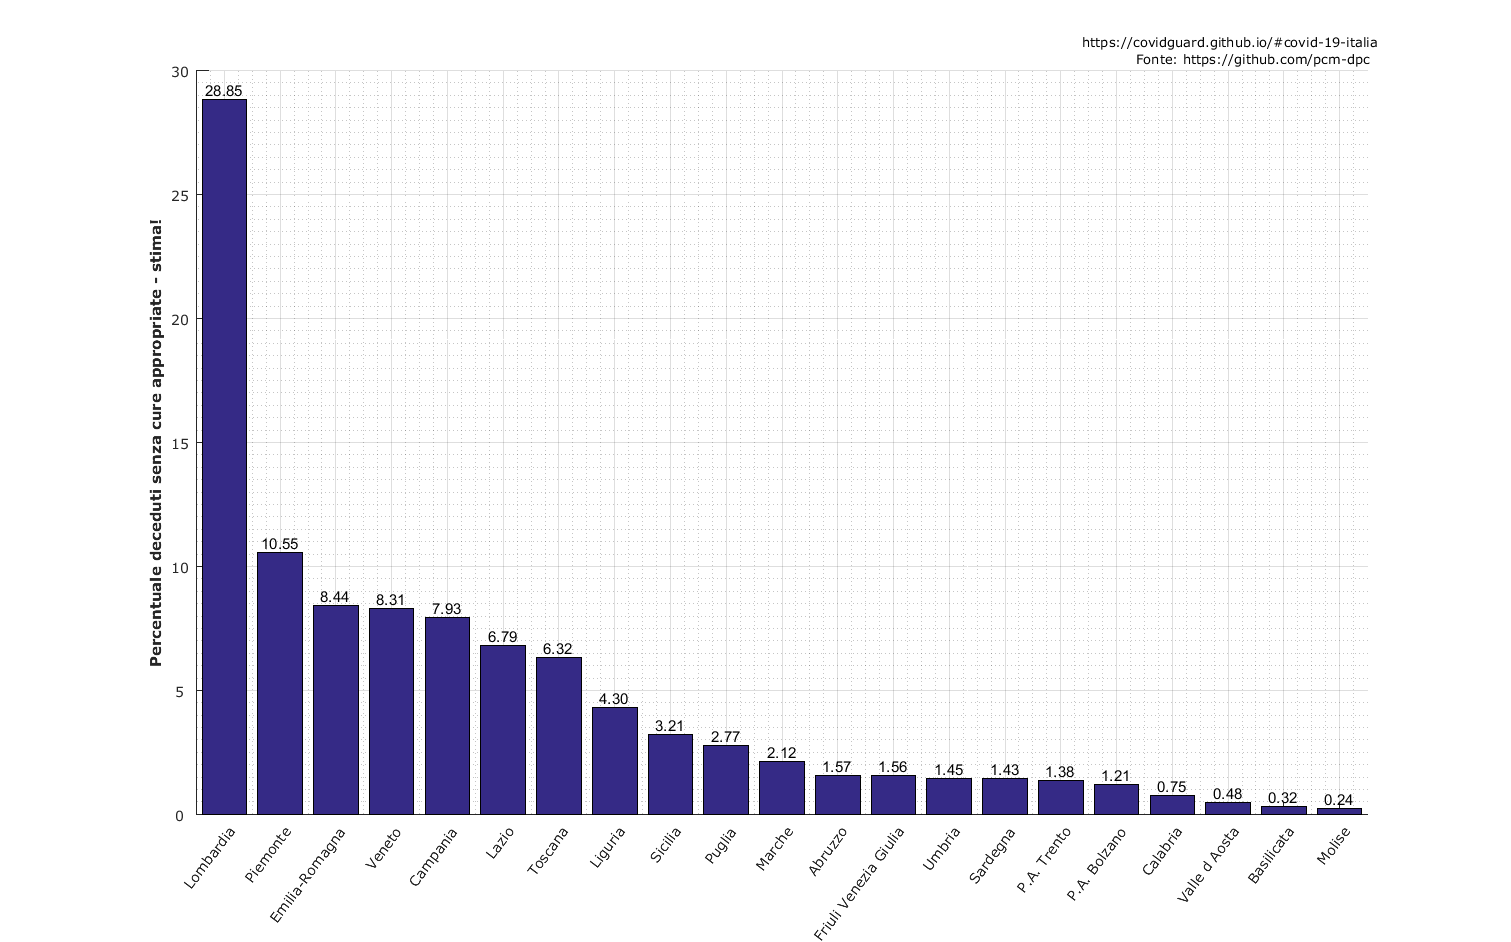 https://covidguard.github.io/#covid-19-italia
Fonte: https://github.com/pcm-dpc
Percentuale deceduti senza cure appropriate - stima!
30
25
20
15
10
5
0
28.85
10.55
8.44
8.31
7.93
6.79
6.32
4.30
3.21
2.77
2.12
1.57
1.56
1.45
1.43
1.38
1.21
0.75
0.48
0.32
0.24
Lombardia
Piemonte
Emilia-Romagna
Veneto
Campania
Lazio
Toscana
Liguria
Sicilia
Puglia
Marche
Abruzzo
Friuli Venezia Giulia
Umbria
Sardegna
P.A. Trento
P.A. Bolzano
Calabria
Valle d Aosta
Basilicata
Molise